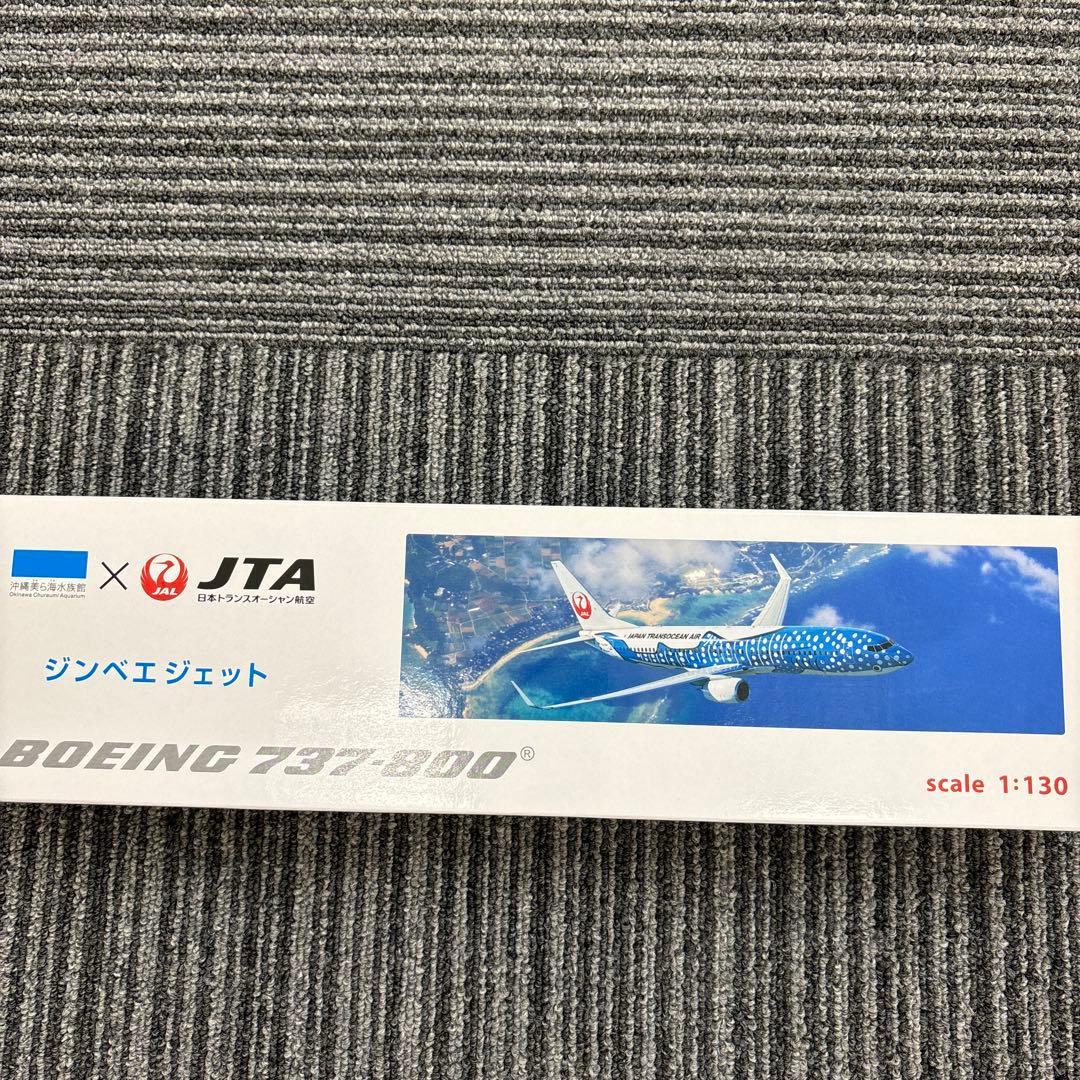 沖縄美ら海水族館
Okinawa Churaumi Aquarium
×
JAL
JTA
日本トランスオーシャン航空
ジンベエ ジェット
JAL
JAPAN TRANSOCEAN AIR
BOEING 737-800®
scale 1:130